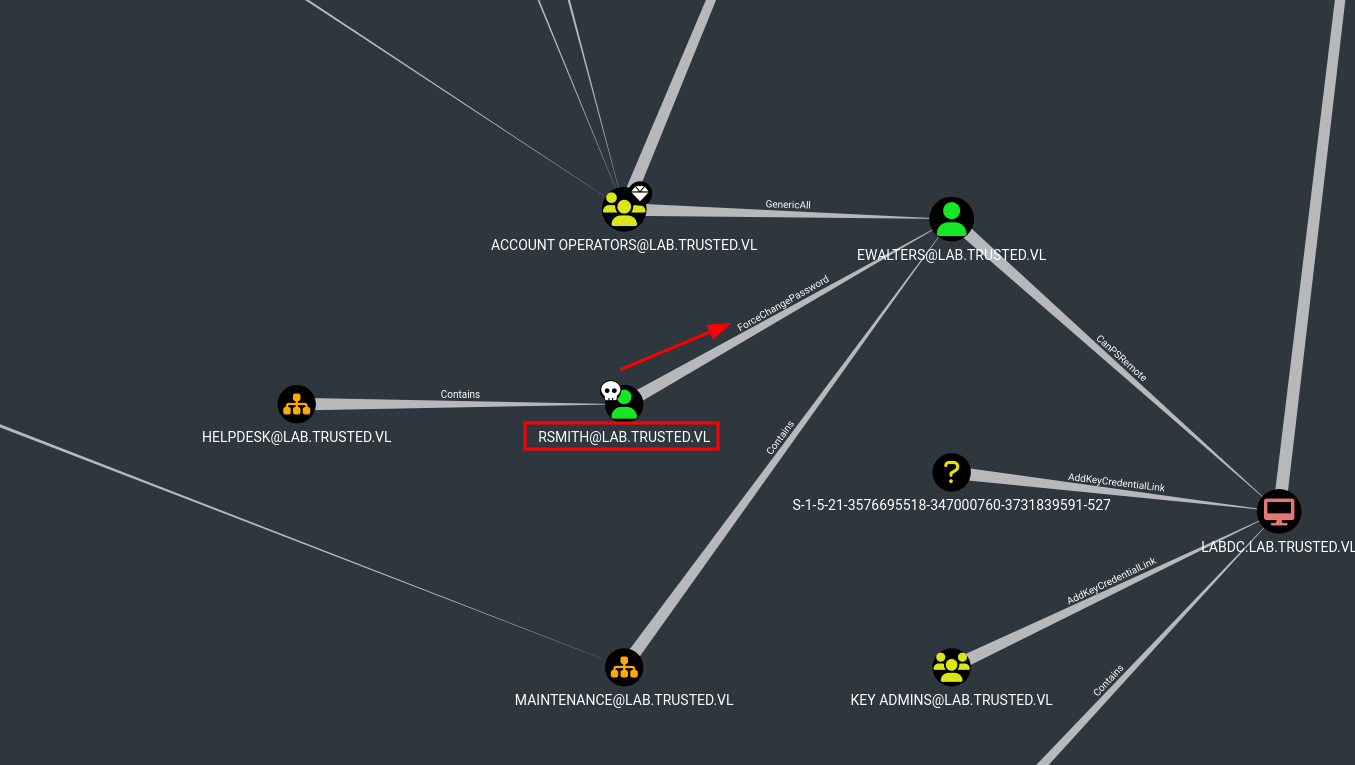 GenericAll
ACCOUNT OPERATORS@LAB.TRUSTED.VL
EWALTERS@LAB.TRUSTED.VL
ForceChangePassword
CanPSRemote
Contains
HELPDESK@LAB.TRUSTED.VL
RSMITH@LAB.TRUSTED.VL
Contains
?
AddKeyCredentialLink
S-1-5-21-3576695518-347000760-3731839591-527
LABDC.LAB.TRUSTED.VL
AddKeyCredentialLink
MAINTENANCE@LAB.TRUSTED.VL
KEY ADMINS@LAB.TRUSTED.VL
Contains